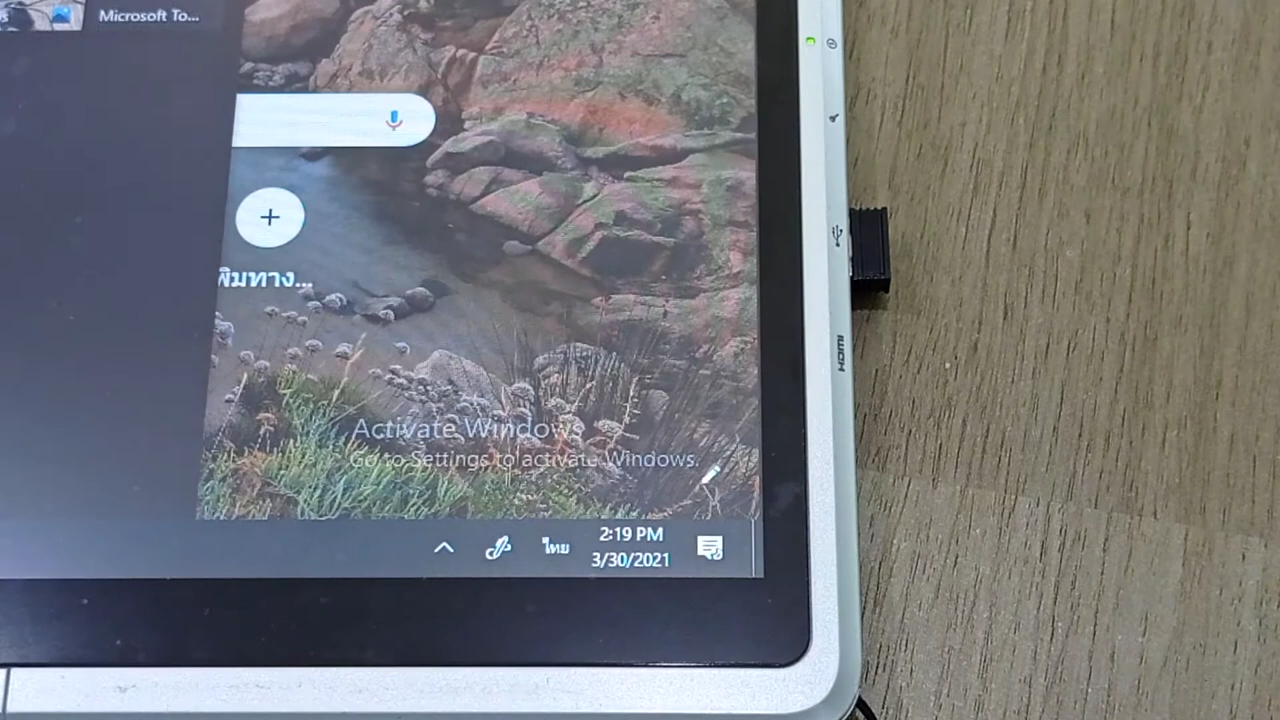 Microsoft To...
พิมทาง...
Activate Windows
Go to Settings to activate Windows.
ไทย
2:19 PM
3/30/2021
HDMI